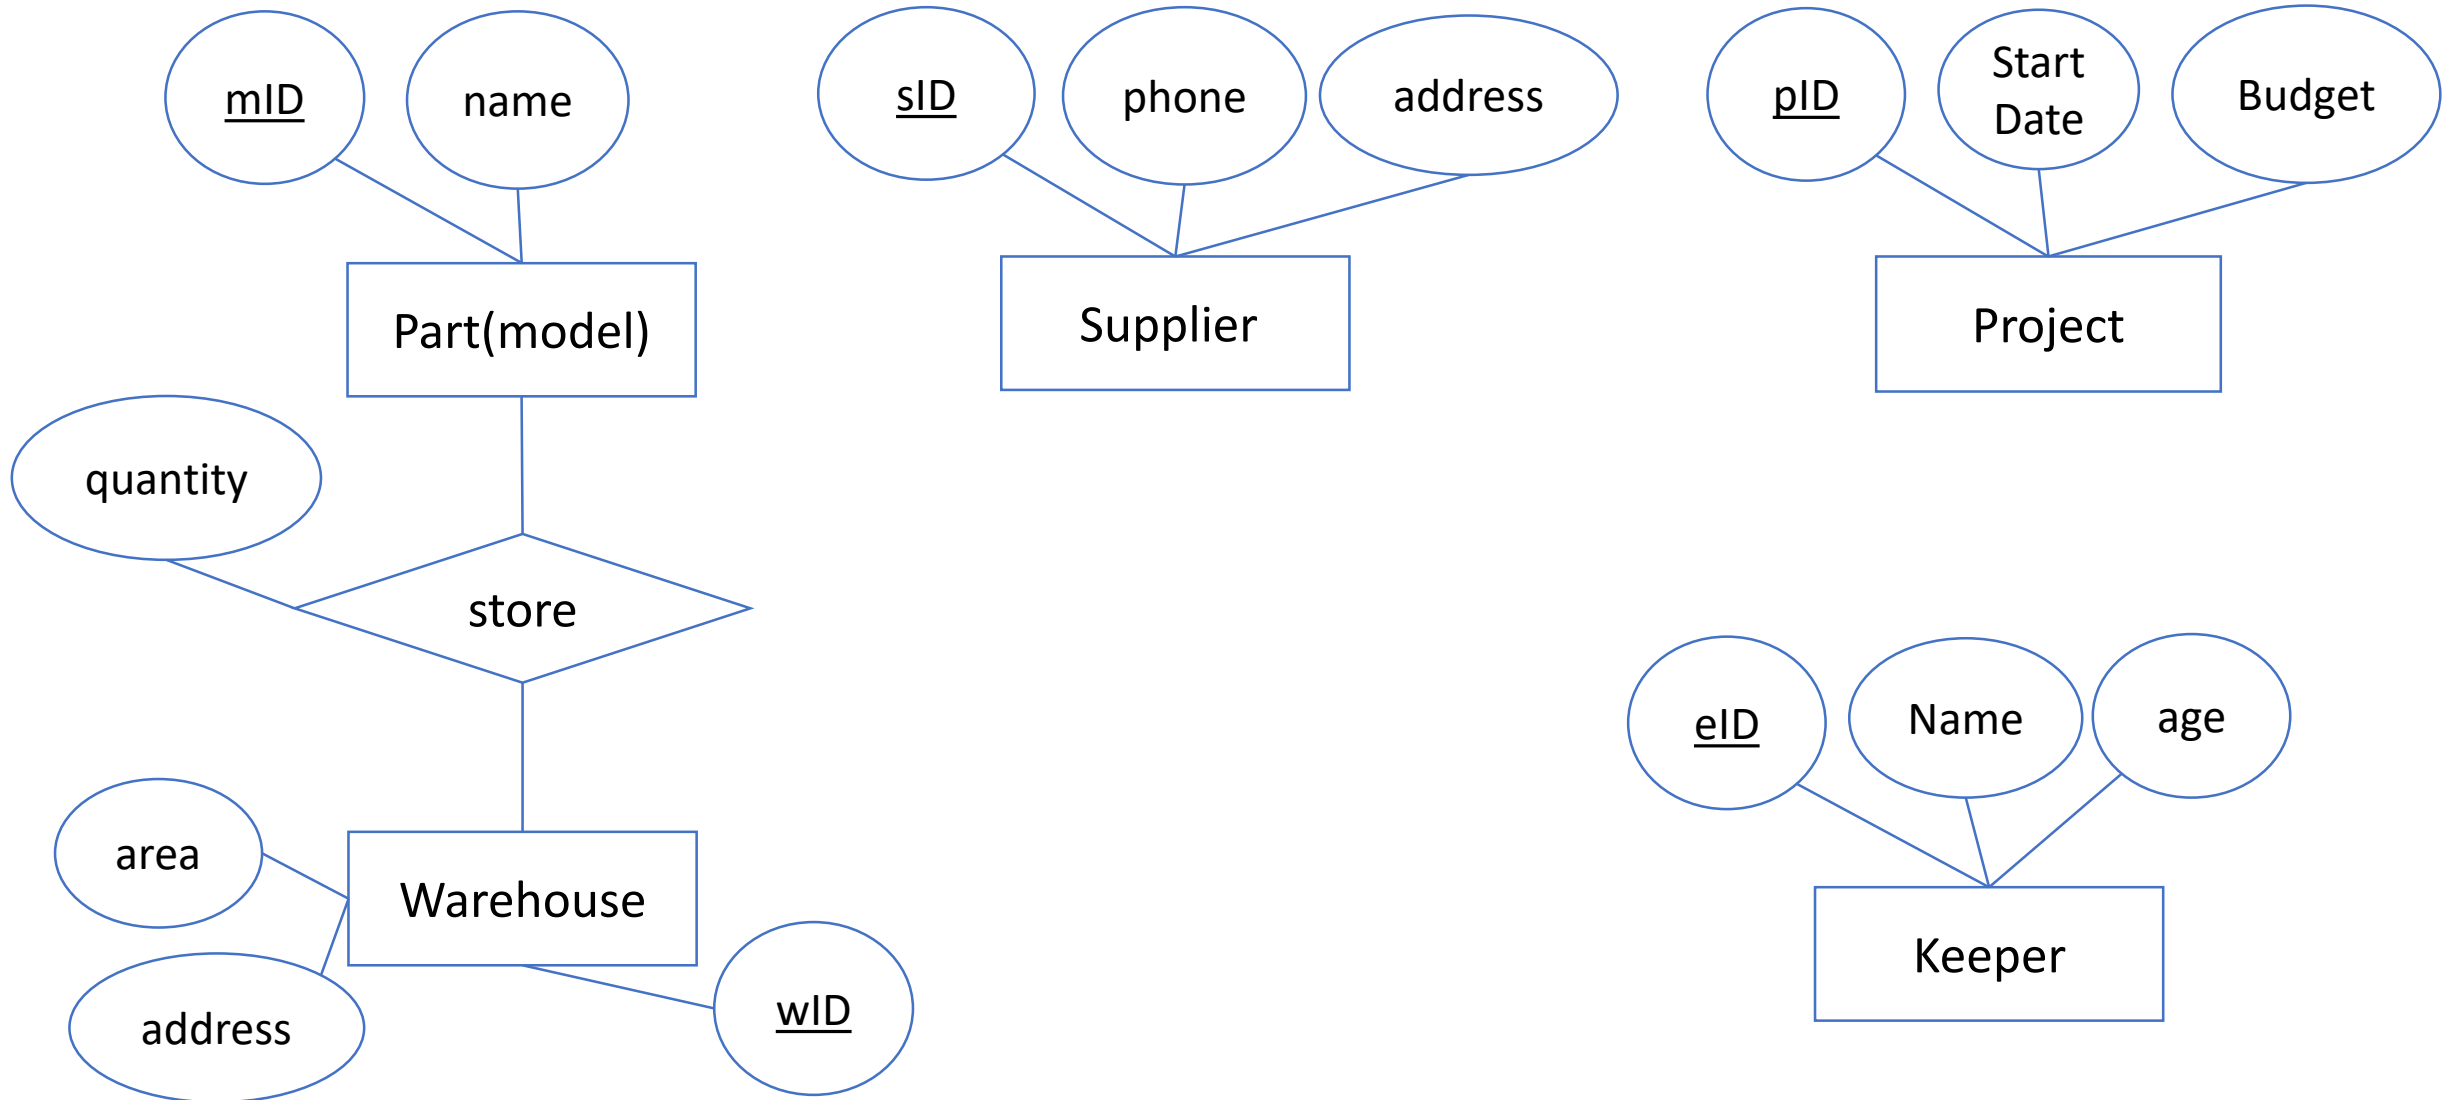 mID
name
sID
phone
address
pID
Start
Date
Budget
Part(model)
Supplier
Project
quantity
store
eID
Name
age
area
Warehouse
Keeper
address
wID